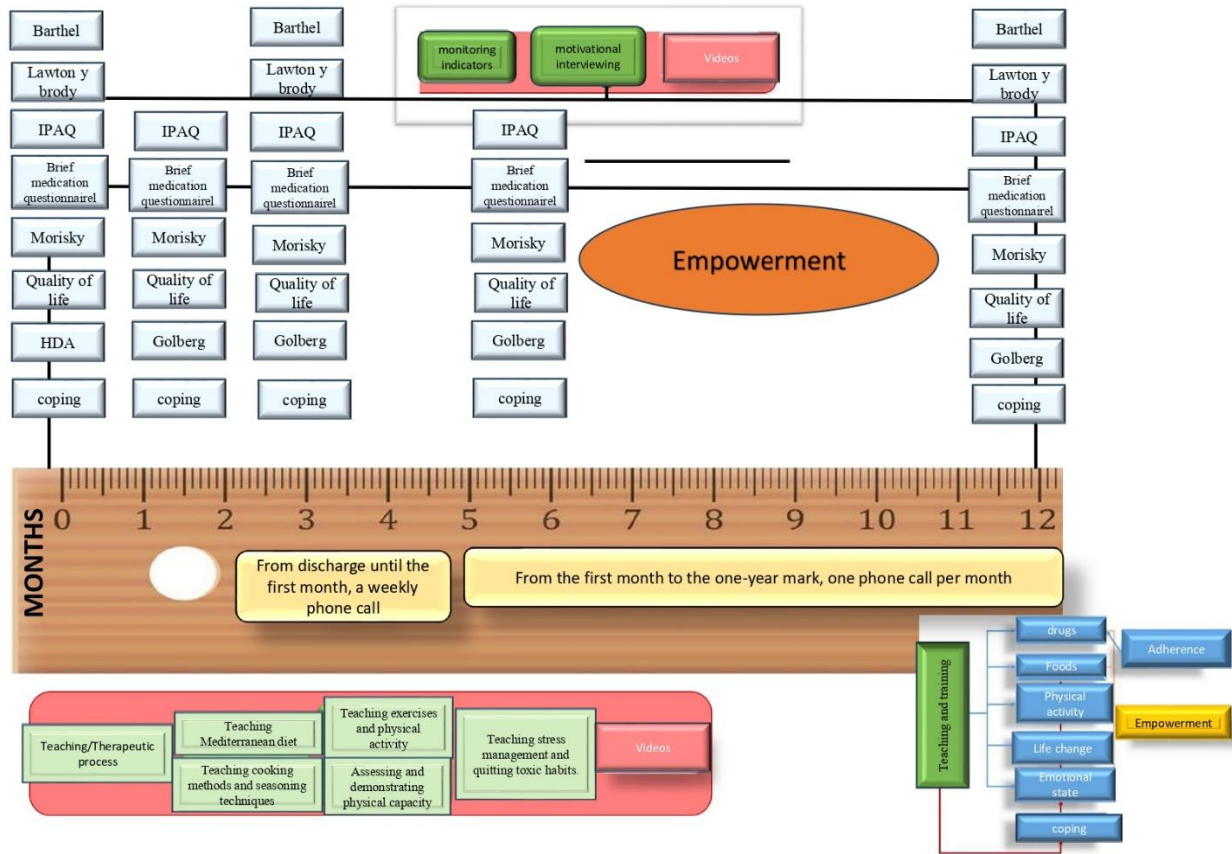 Barthel
Lawton y
brody
IPAQ
Brief
medication
questionnairel
Morisky
Quality of
life
HDA
coping
IPAQ
Brief
medication
questionnairel
Morisky
Quality of
life
Golberg
coping
Barthel
Lawton y
brody
IPAQ
Brief
medication
questionnairel
Morisky
Quality of
life
Golberg
coping
monitoring
indicators
motivational
interviewing
Videos
IPAQ
Brief
medication
questionnairel
Morisky
Quality of
life
Golberg
coping
Empowerment
Barthel
Lawton y
brody
IPAQ
Brief
medication
questionnairel
Morisky
Quality of
life
Golberg
coping
MONTHS
0 1 2 3 4 5 6 7 8 9 10 11 12
From discharge until the
first month, a weekly
phone call
From the first month to the one-year mark, one phone call per month
Teaching/Therapeutic
process
Teaching
Mediterranean diet
Teaching cooking
methods and seasoning
techniques
Teaching exercises
and physical
activity
Assessing and
demonstrating
physical capacity
Teaching stress
management and
quitting toxic habits.
Videos
Teaching and training
drugs
Foods
Physical
activity
Life change
Emotional
state
coping
Adherence
Empowerment